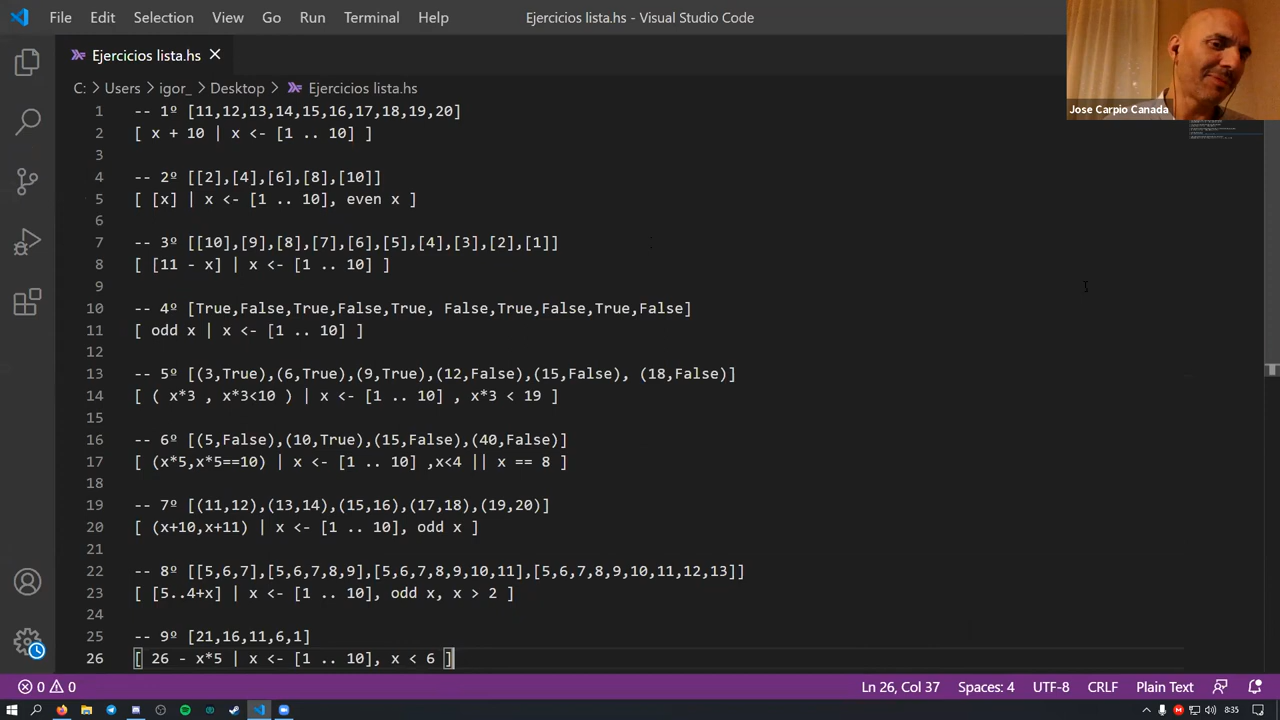 File Edit Selection View Go Run Terminal Help Ejercicios lista.hs - Visual Studio Code
Ejercicios lista.hs
C: > Users > igor_ > Desktop > Ejercicios lista.hs
Jose Carpio Canada
1 -- 1º [11,12,13,14,15,16,17,18,19,20]
2 [ x + 10 | x <- [1 .. 10] ]
3
4 -- 2º [[2],[4],[6],[8],[10]]
5 [ [x] | x <- [1 .. 10], even x ]
6
7 -- 3º [[10],[9],[8],[7],[6],[5],[4],[3],[2],[1]]
8 [ [11 - x] | x <- [1 .. 10] ]
9
10 -- 4º [True,False,True,False,True, False,True,False,True,False]
11 [ odd x | x <- [1 .. 10] ]
12
13 -- 5º [(3,True),(6,True),(9,True),(12,False),(15,False), (18,False)]
14 [ ( x*3 , x*3<10 ) | x <- [1 .. 10] , x*3 < 19 ]
15
16 -- 6º [(5,False),(10,True),(15,False),(40,False)]
17 [ (x*5,x*5==10) | x <- [1 .. 10] ,x<4 || x == 8 ]
18
19 -- 7º [(11,12),(13,14),(15,16),(17,18),(19,20)]
20 [ (x+10,x+11) | x <- [1 .. 10], odd x ]
21
22 -- 8º [[5,6,7],[5,6,7,8,9],[5,6,7,8,9,10,11],[5,6,7,8,9,10,11,12,13]]
23 [ [5..4+x] | x <- [1 .. 10], odd x, x > 2 ]
24
25 -- 9º [21,16,11,6,1]
26 [ 26 - x*5 | x <- [1 .. 10], x < 6 ]
0 0 Ln 26, Col 37 Spaces: 4 UTF-8 CRLF Plain Text
8:35